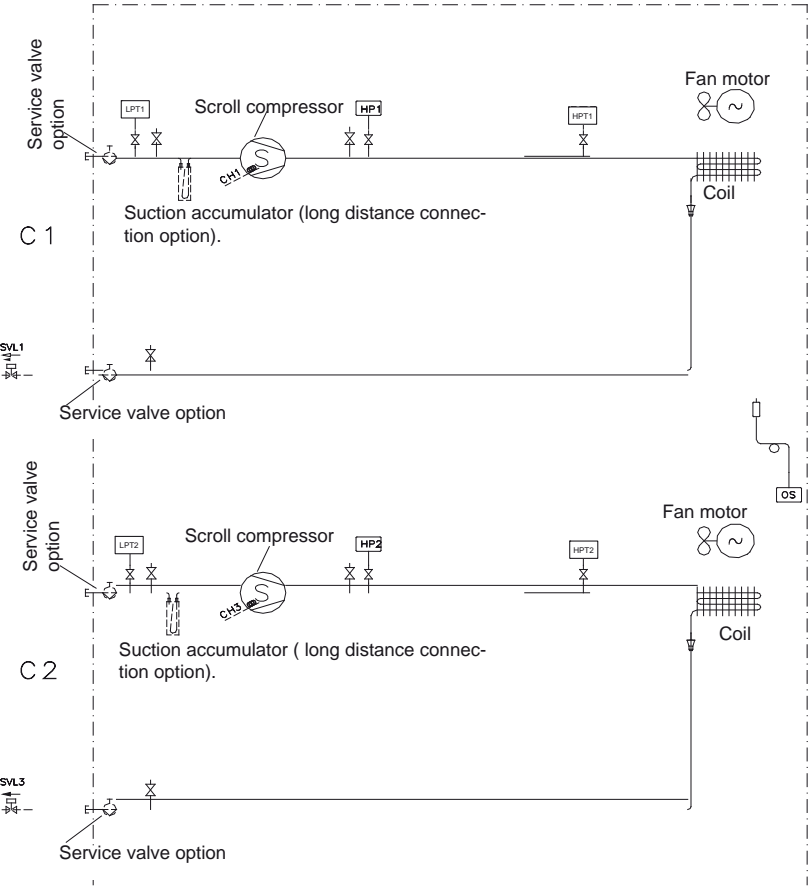 Fan motor
Service valve
option
LPT1
Scroll compressor
HP1
HPT1
S
CH1
Coil
Suction accumulator (long distance connec-
tion option).
C 1
SVL1
Service valve option
OS
Service valve
option
Fan motor
LPT2
Scroll compressor
HP2
HPT2
S
CH3
Coil
Suction accumulator ( long distance connec-
tion option).
C 2
SVL3
Service valve option